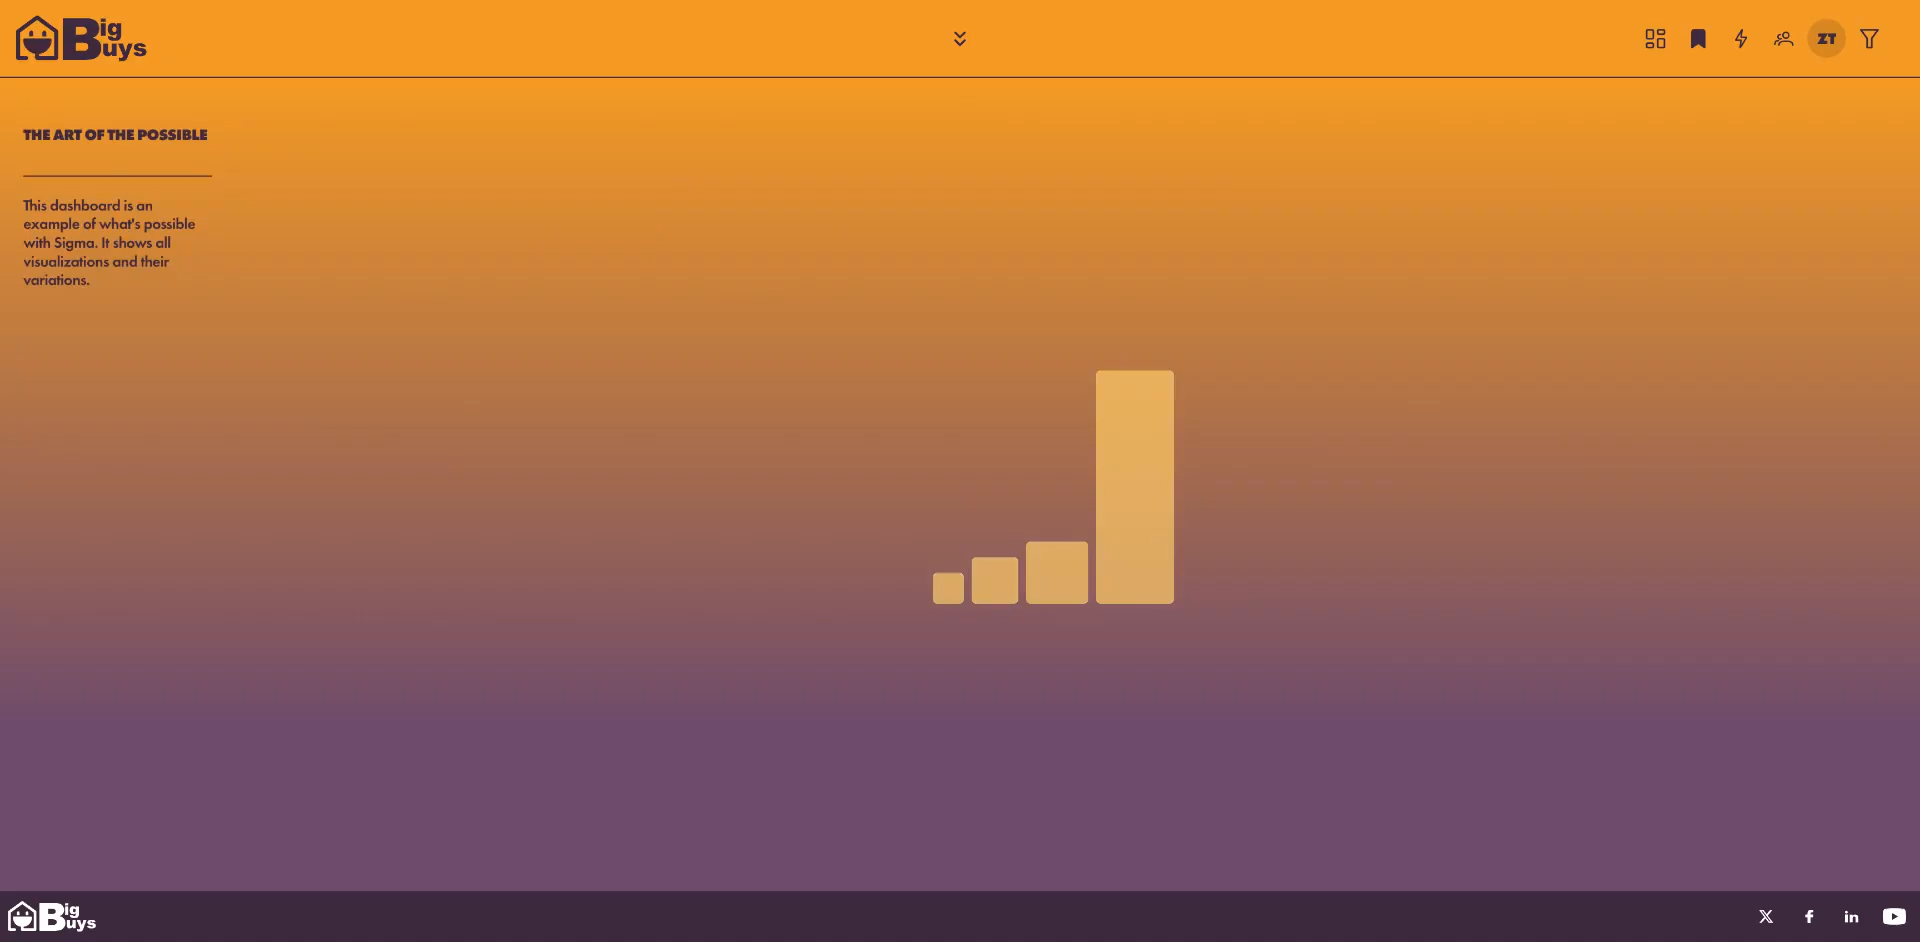 Big
Buys
ZT
THE ART OF THE POSSIBLE
This dashboard is an
example of what's possible
with Sigma. It shows all
visualizations and their
variations.
Big
Buys